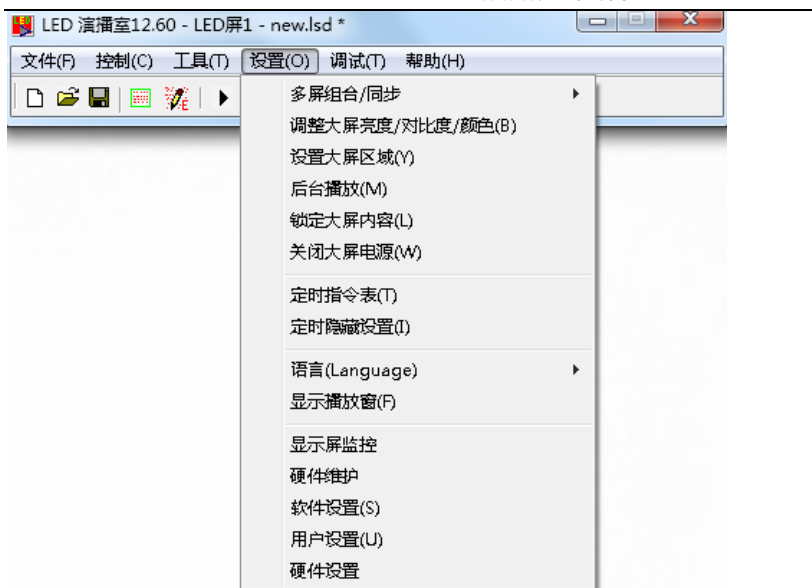 LED 演播室12.60 - LED屏1 - new.lsd *
文件(F) 控制(C) 工具(T) 设置(O) 调试(T) 帮助(H)
多屏组合/同步
调整大屏亮度/对比度/颜色(B)
设置大屏区域(Y)
后台播放(M)
锁定大屏内容(L)
关闭大屏电源(W)
定时指令表(T)
定时隐藏设置(I)
语言(Language)
显示播放窗(F)
显示屏监控
硬件维护
软件设置(S)
用户设置(U)
硬件设置